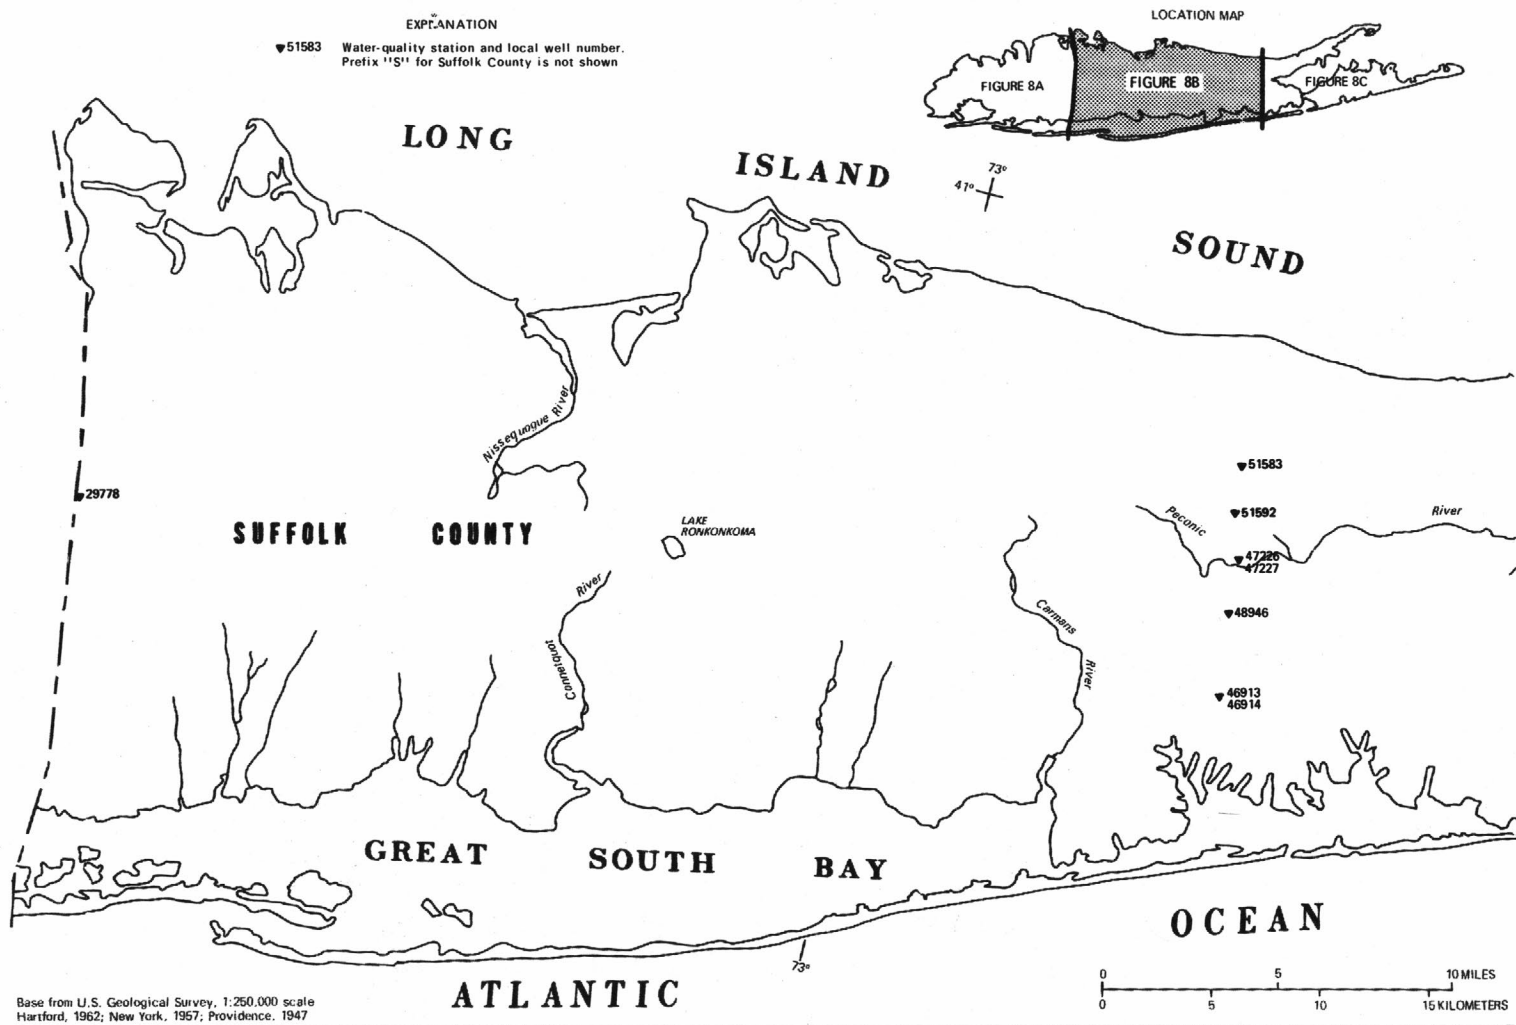 EXPLANATION
51583 Water-quality station and local well number.
Prefix "S" for Suffolk County is not shown
LOCATION MAP
FIGURE 8A
FIGURE 8B
FIGURE 8C
LONG
ISLAND
SOUND
73°
41°
Nissequogue River
51583
29778
51592
Peconic
River
SUFFOLK COUNTY
LAKE
RONKONKOMA
47226
47227
River
Connetquot
Carmans
River
48946
46913
46914
GREAT SOUTH BAY
OCEAN
ATLANTIC
73°
0 5 10 MILES
0 5 10 15 KILOMETERS
Base from U.S. Geological Survey, 1:250,000 scale
Hartford, 1962; New York, 1957; Providence, 1947